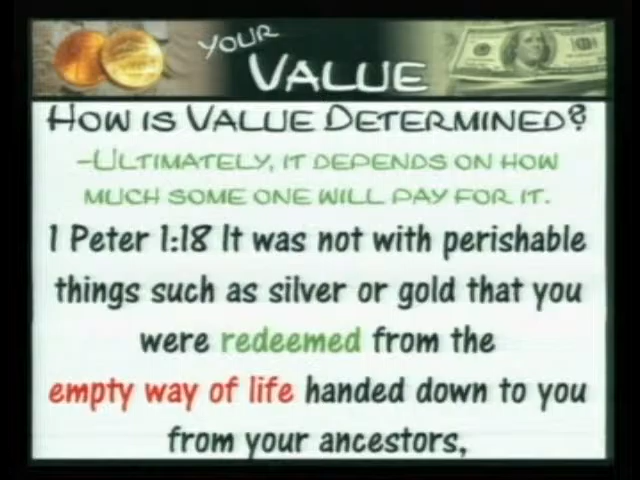 YOUR
VALUE
HOW IS VALUE DETERMINED?
-ULTIMATELY, IT DEPENDS ON HOW
MUCH SOME ONE WILL PAY FOR IT.
1 Peter 1:18 It was not with perishable
things such as silver or gold that you
were redeemed from the
empty way of life handed down to you
from your ancestors,